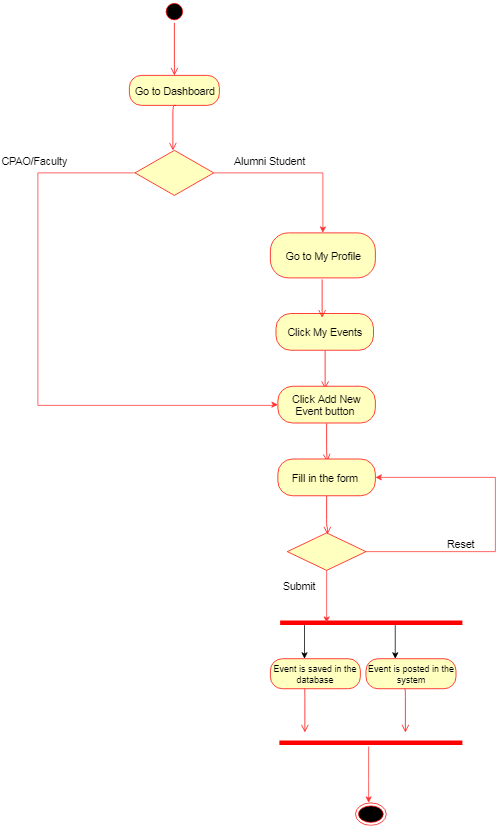 Go to Dashboard
CPAO/Faculty
Alumni Student
Go to My Profile
Click My Events
Click Add New
Event button
Fill in the form
Reset
Submit
Event is saved in the
database
Event is posted in the
system